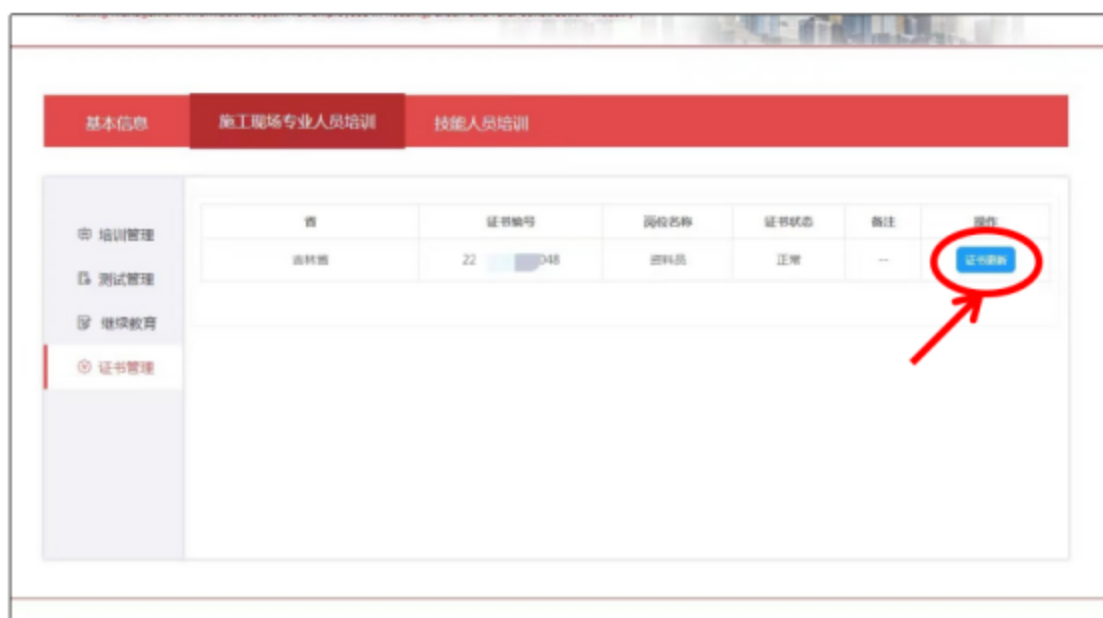 基本信息 施工现场专业人员培训 技能人员培训
培训管理
测试管理
继续教育
证书管理
省 证书编号 岗位名称 证书状态 备注 操作
吉林省 22 048 资料员 正常 -- 证书更新